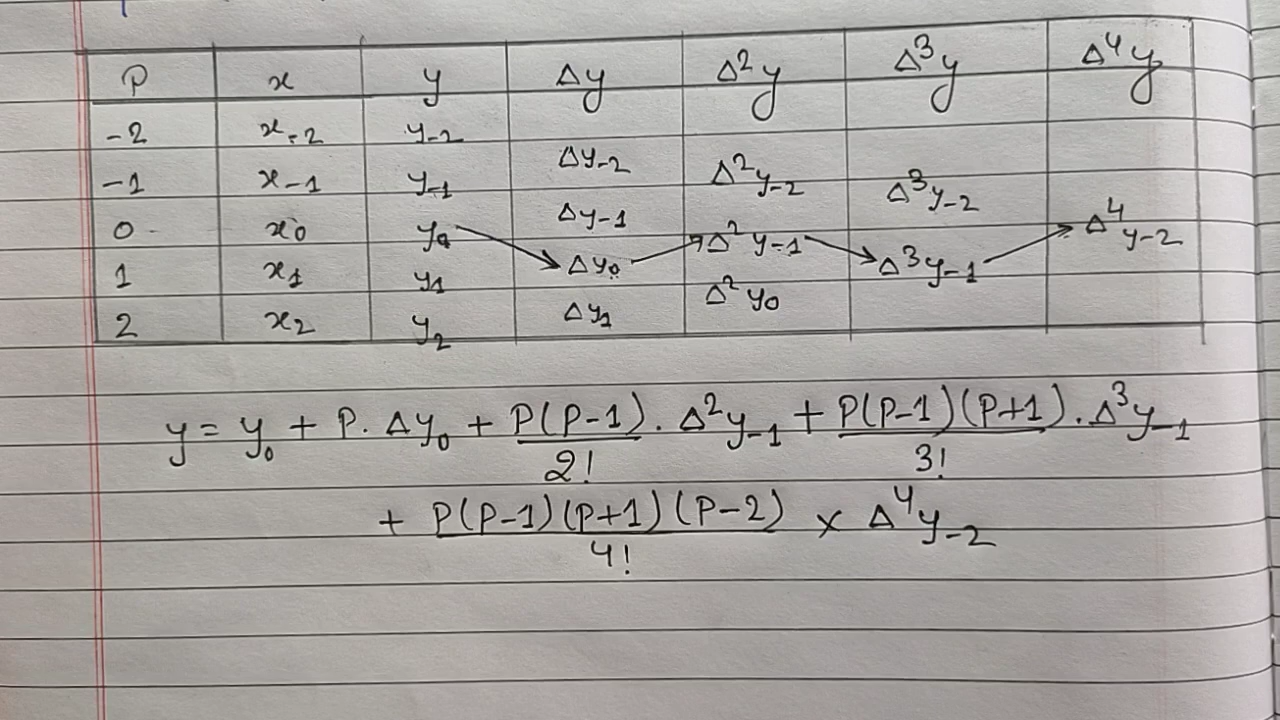 P x y Δy Δ²y Δ³y Δ⁴y
-2 x₋₂ y₋₂
Δy₋₂
-1 x₋₁ y₋₁ Δ²y₋₂
Δy₋₁ Δ³y₋₂
0 x₀ y₀ Δ²y₋₁ Δ⁴y₋₂
Δy₀ Δ³y₋₁
1 x₁ y₁ Δ²y₀
Δy₁
2 x₂ y₂
y = y₀ + P. Δy₀ + P(P-1)/2! . Δ²y₋₁ + P(P-1)(P+1)/3! . Δ³y₋₁
+ P(P-1)(P+1)(P-2)/4! × Δ⁴y₋₂